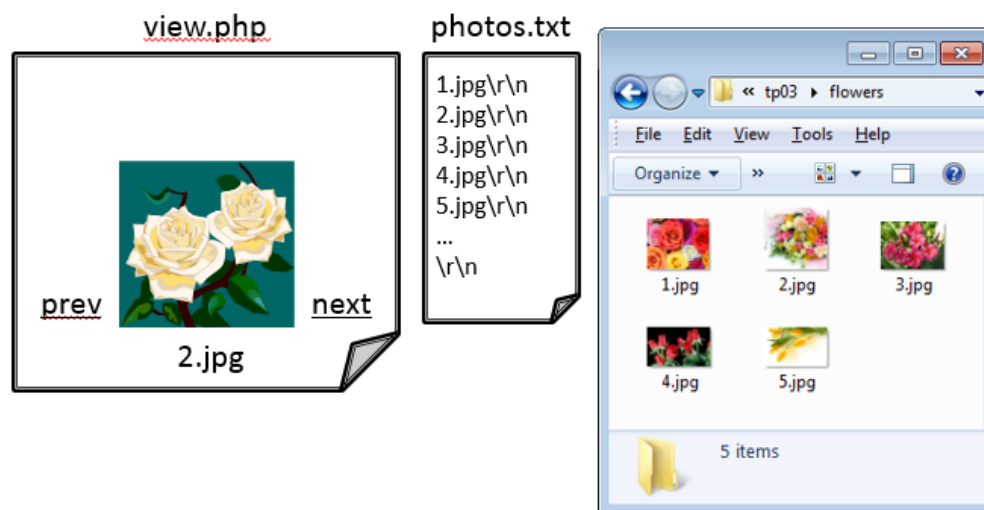 view.php
prev
next
2.jpg
photos.txt
1.jpg\r\n
2.jpg\r\n
3.jpg\r\n
4.jpg\r\n
5.jpg\r\n
...
\r\n
« tp03 flowers
File Edit View Tools Help
Organize »
1.jpg 2.jpg 3.jpg
4.jpg 5.jpg
5 items